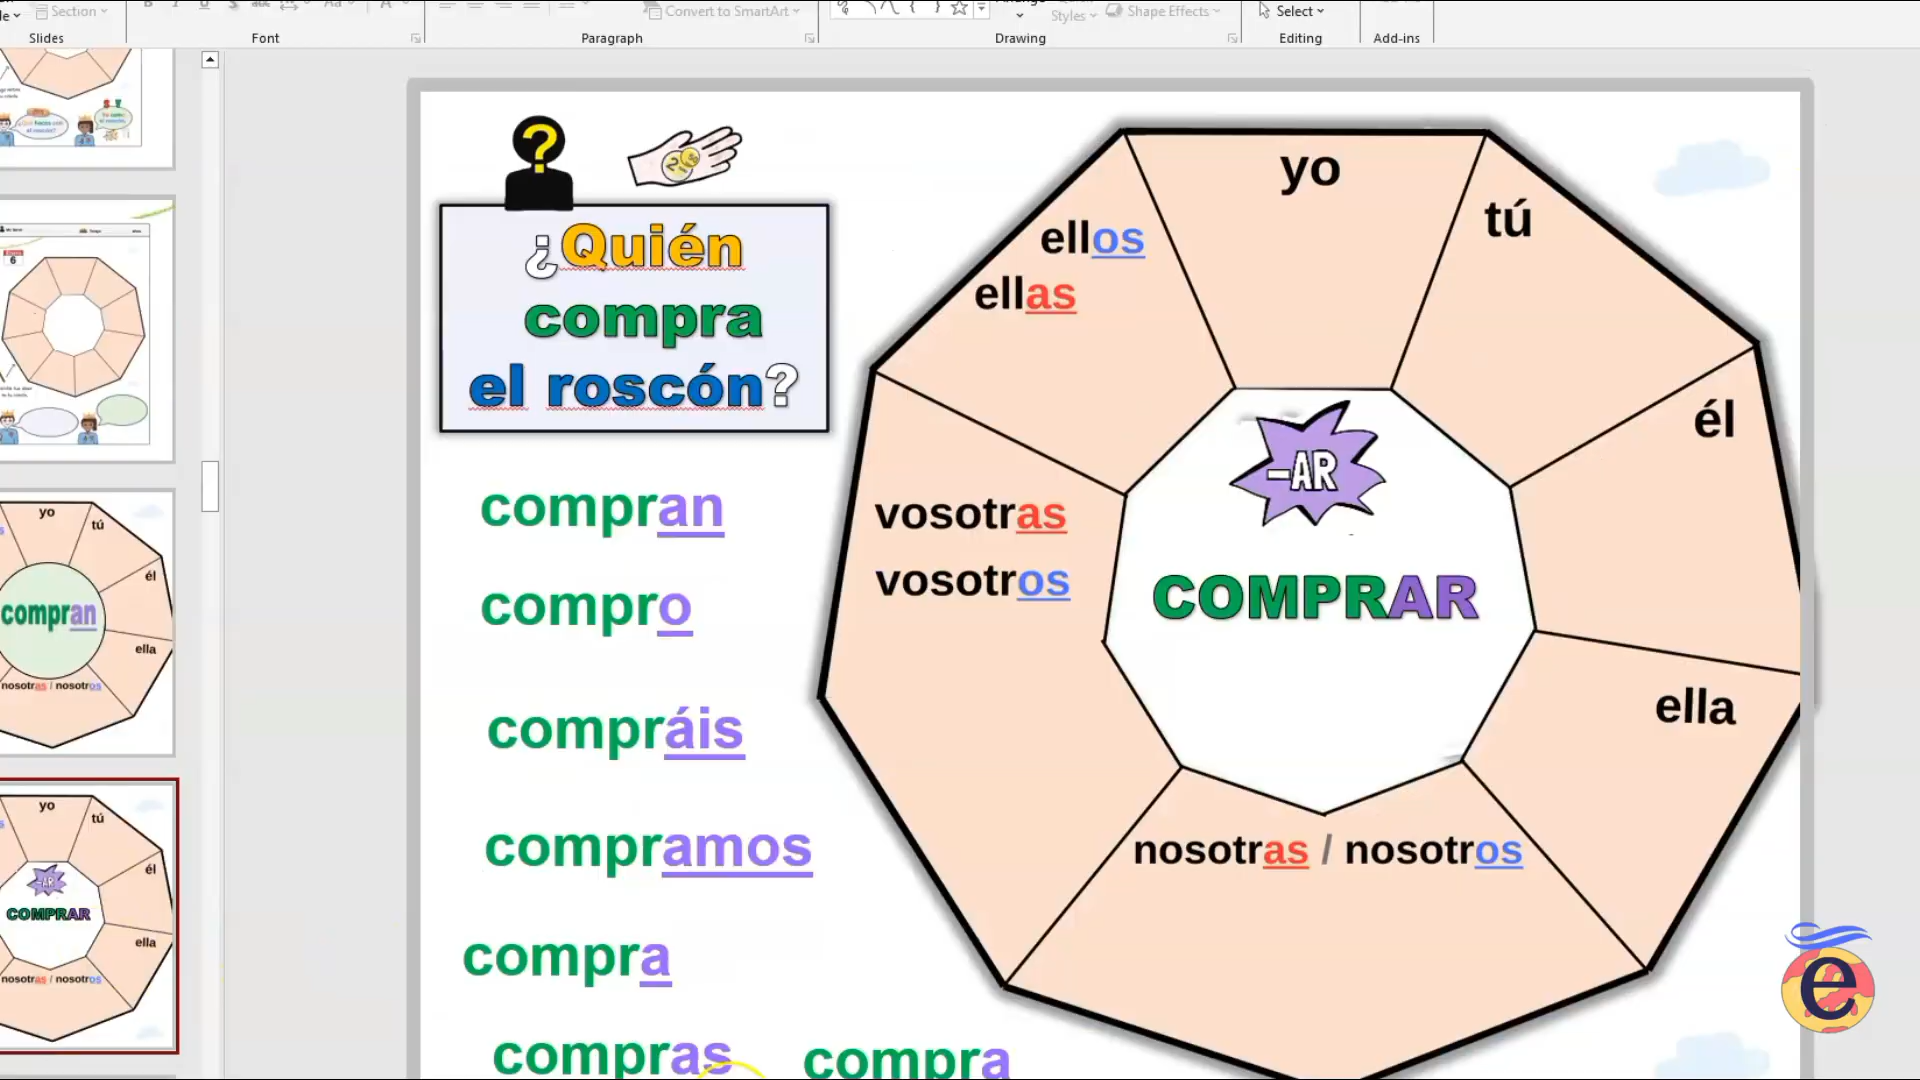 Section
Convert to SmartArt
Styles
Shape Effects
Select
Slides
Font
Paragraph
Drawing
Editing
Add-ins
6
yo
tú
él
compran
ella
nosotras / nosotros
yo
tú
él
-AR
COMPRAR
ella
nosotras / nosotros
¿Quién
compra
el roscón?
compran
compro
compráis
compramos
compra
compras
compra
yo
tú
él
ella
nosotras / nosotros
vosotras
vosotros
ellos
ellas
-AR
COMPRAR
e